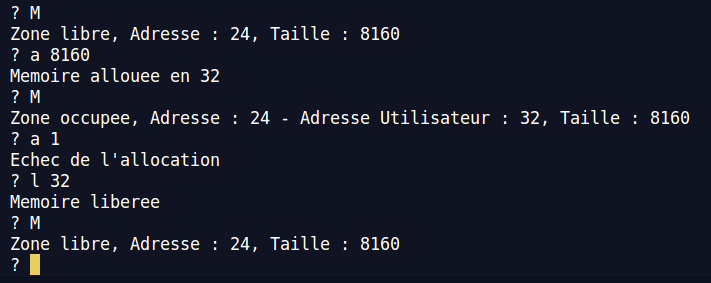 ? M
Zone libre, Adresse : 24, Taille : 8160
? a 8160
Memoire allouee en 32
? M
Zone occupee, Adresse : 24 - Adresse Utilisateur : 32, Taille : 8160
? a 1
Echec de l'allocation
? l 32
Memoire liberee
? M
Zone libre, Adresse : 24, Taille : 8160
?